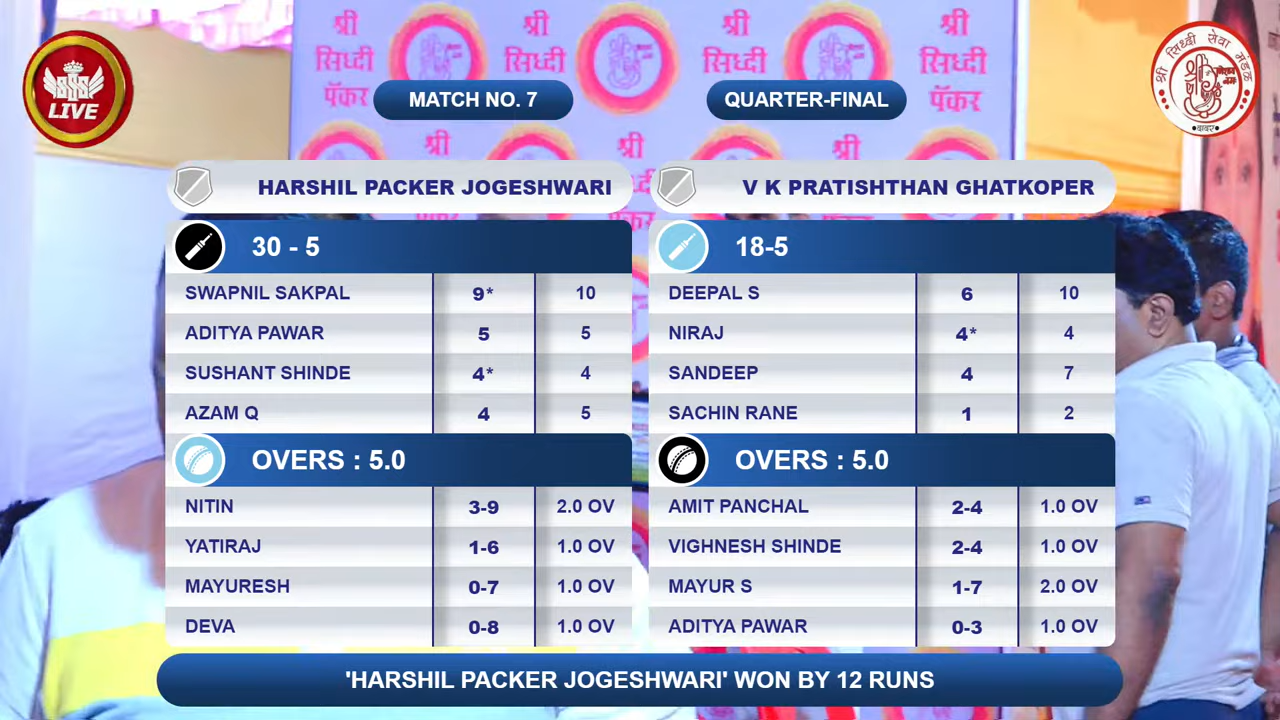 श्री
सिध्दी
पॅकर
श्री
सिध्दी
श्री
सिध्दी
श्री
सिध्दी
पॅकर
श्री
श्री
श्री
LIVE
श्री सिध्दी सेवा मंडळ
MATCH NO. 7
QUARTER-FINAL
HARSHIL PACKER JOGESHWARI
30 - 5
SWAPNIL SAKPAL 9* 10
ADITYA PAWAR 5 5
SUSHANT SHINDE 4* 4
AZAM Q 4 5
OVERS : 5.0
NITIN 3-9 2.0 OV
YATIRAJ 1-6 1.0 OV
MAYURESH 0-7 1.0 OV
DEVA 0-8 1.0 OV
V K PRATISHTHAN GHATKOPER
18-5
DEEPAL S 6 10
NIRAJ 4* 4
SANDEEP 4 7
SACHIN RANE 1 2
OVERS : 5.0
AMIT PANCHAL 2-4 1.0 OV
VIGHNESH SHINDE 2-4 1.0 OV
MAYUR S 1-7 2.0 OV
ADITYA PAWAR 0-3 1.0 OV
'HARSHIL PACKER JOGESHWARI' WON BY 12 RUNS